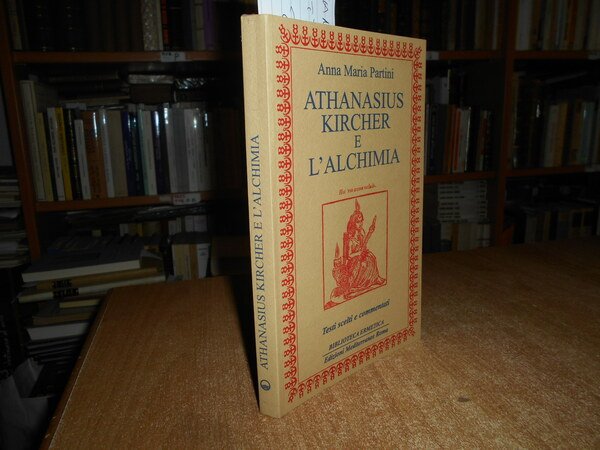 Anna Maria Partini
ATHANASIUS
KIRCHER
E
L'ALCHIMIA
Testi scelti e commentati
BIBLIOTECA ERMETICA
Edizioni Mediterranee Roma
ATHANASIUS KIRCHER E L'ALCHIMIA